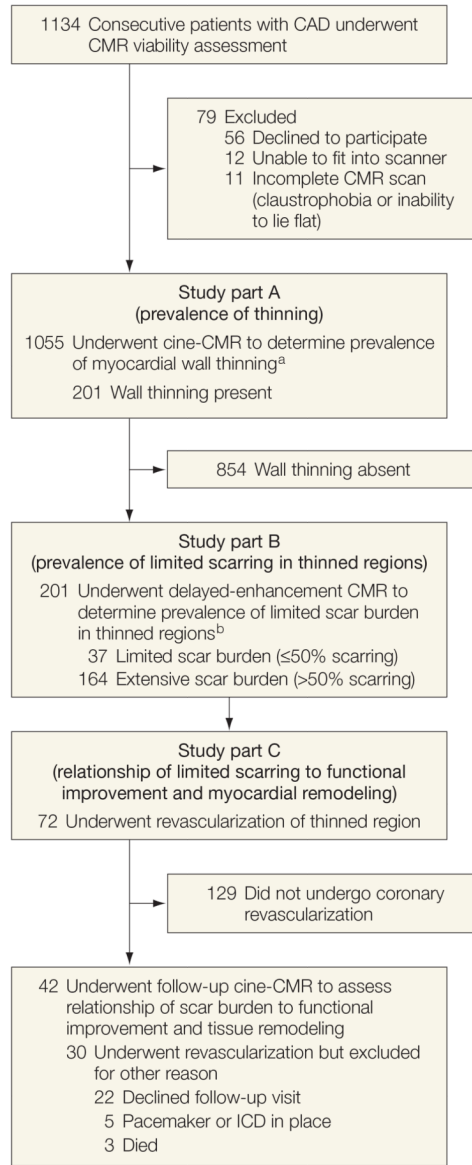 1134 Consecutive patients with CAD underwent
CMR viability assessment
79 Excluded
56 Declined to participate
12 Unable to fit into scanner
11 Incomplete CMR scan
(claustrophobia or inability
to lie flat)
Study part A
(prevalence of thinning)
1055 Underwent cine-CMR to determine prevalence
of myocardial wall thinningᵃ
201 Wall thinning present
854 Wall thinning absent
Study part B
(prevalence of limited scarring in thinned regions)
201 Underwent delayed-enhancement CMR to
determine prevalence of limited scar burden
in thinned regionsᵇ
37 Limited scar burden (≤50% scarring)
164 Extensive scar burden (>50% scarring)
Study part C
(relationship of limited scarring to functional
improvement and myocardial remodeling)
72 Underwent revascularization of thinned region
129 Did not undergo coronary
revascularization
42 Underwent follow-up cine-CMR to assess
relationship of scar burden to functional
improvement and tissue remodeling
30 Underwent revascularization but excluded
for other reason
22 Declined follow-up visit
5 Pacemaker or ICD in place
3 Died